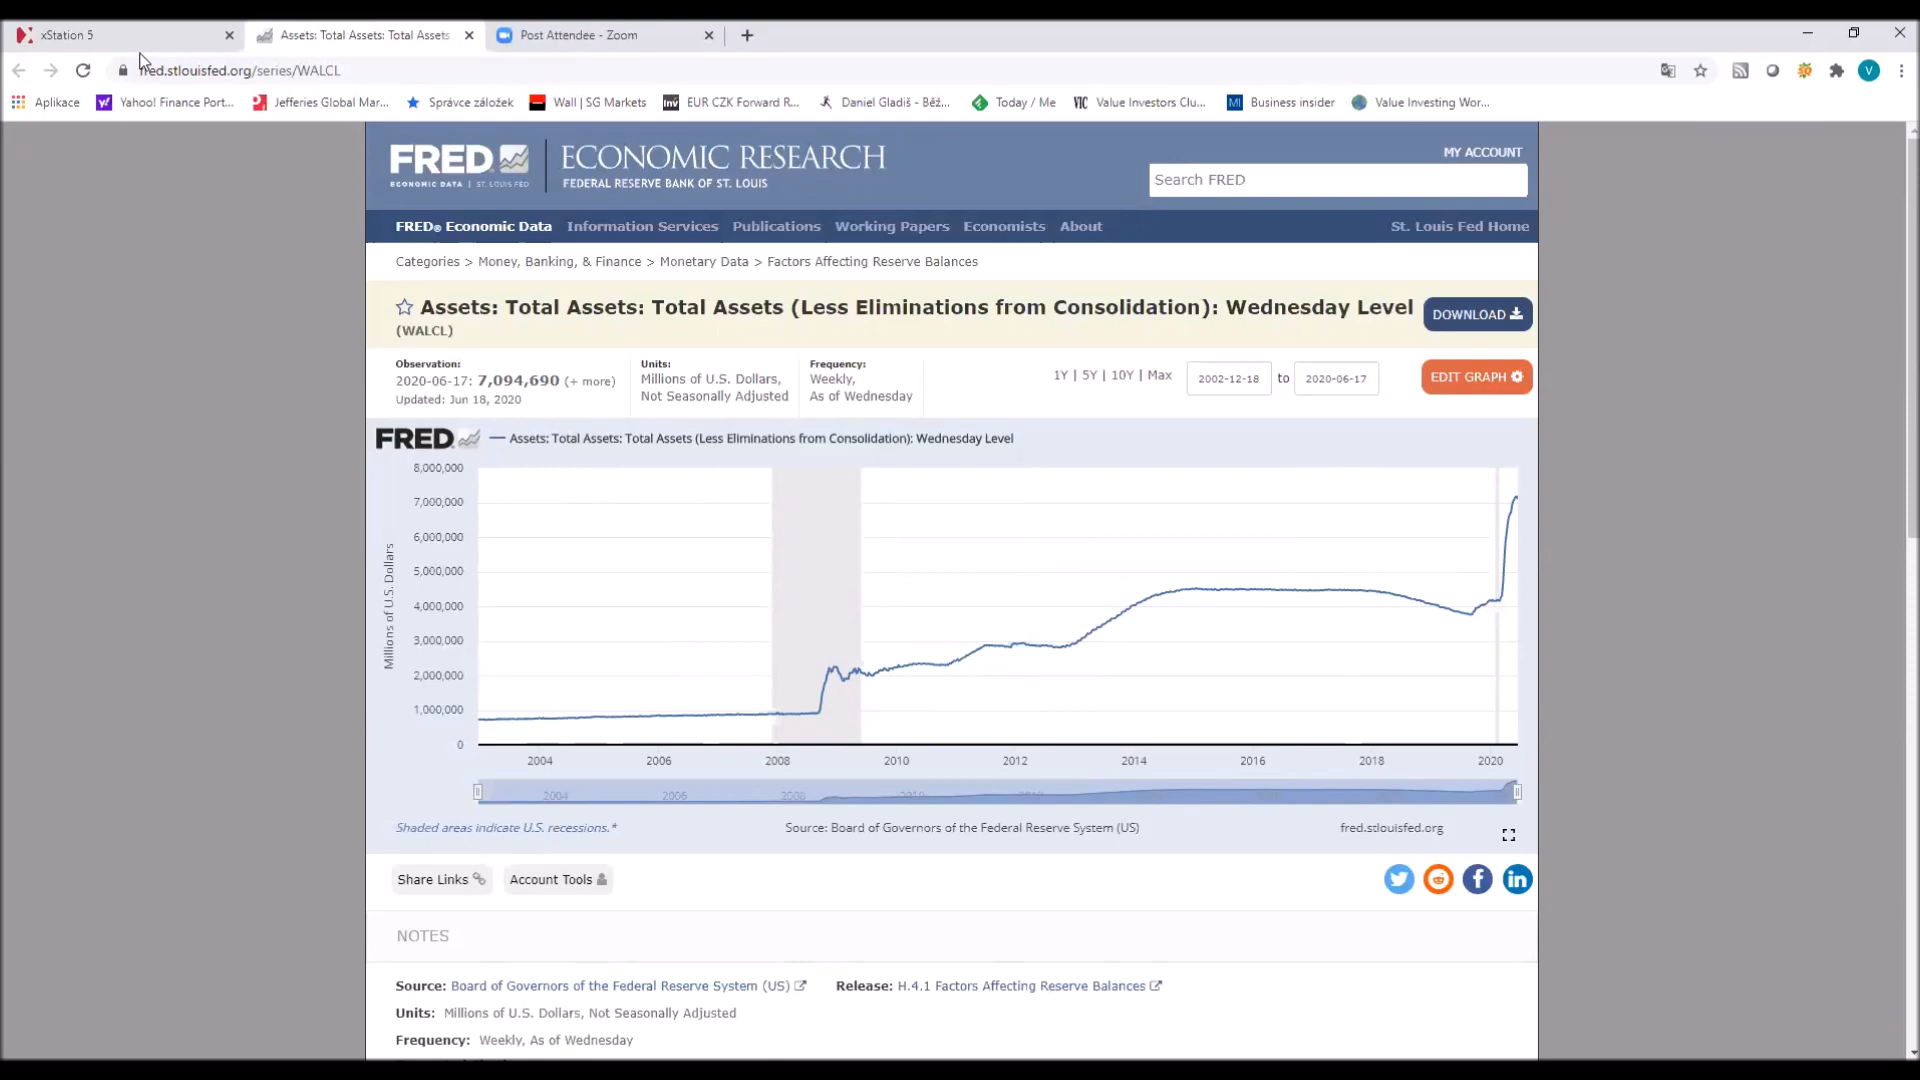 xStation 5
Assets: Total Assets: Total Assets
Post Attendee - Zoom
fred.stlouisfed.org/series/WALCL
Aplikace
Yahoo! Finance Port...
Jefferies Global Mar...
Správce záložek
Wall | SG Markets
EUR CZK Forward R...
Daniel Gladiš - Běž...
Today / Me
VIC Value Investors Clu...
MI Business insider
Value Investing Wor...
FRED
ECONOMIC DATA | ST. LOUIS FED
ECONOMIC RESEARCH
FEDERAL RESERVE BANK OF ST. LOUIS
MY ACCOUNT
Search FRED
FRED® Economic Data
Information Services
Publications
Working Papers
Economists
About
St. Louis Fed Home
Categories > Money, Banking, & Finance > Monetary Data > Factors Affecting Reserve Balances
Assets: Total Assets: Total Assets (Less Eliminations from Consolidation): Wednesday Level
(WALCL)
DOWNLOAD
Observation:
2020-06-17: 7,094,690 (+ more)
Updated: Jun 18, 2020
Units:
Millions of U.S. Dollars,
Not Seasonally Adjusted
Frequency:
Weekly,
As of Wednesday
1Y | 5Y | 10Y | Max
2002-12-18 to 2020-06-17
EDIT GRAPH
FRED
Assets: Total Assets: Total Assets (Less Eliminations from Consolidation): Wednesday Level
Millions of U.S. Dollars
8,000,000
7,000,000
6,000,000
5,000,000
4,000,000
3,000,000
2,000,000
1,000,000
0
2004 2006 2008 2010 2012 2014 2016 2018 2020
2004 2006 2008
Shaded areas indicate U.S. recessions.*
Source: Board of Governors of the Federal Reserve System (US)
fred.stlouisfed.org
Share Links
Account Tools
NOTES
Source: Board of Governors of the Federal Reserve System (US)
Release: H.4.1 Factors Affecting Reserve Balances
Units: Millions of U.S. Dollars, Not Seasonally Adjusted
Frequency: Weekly, As of Wednesday